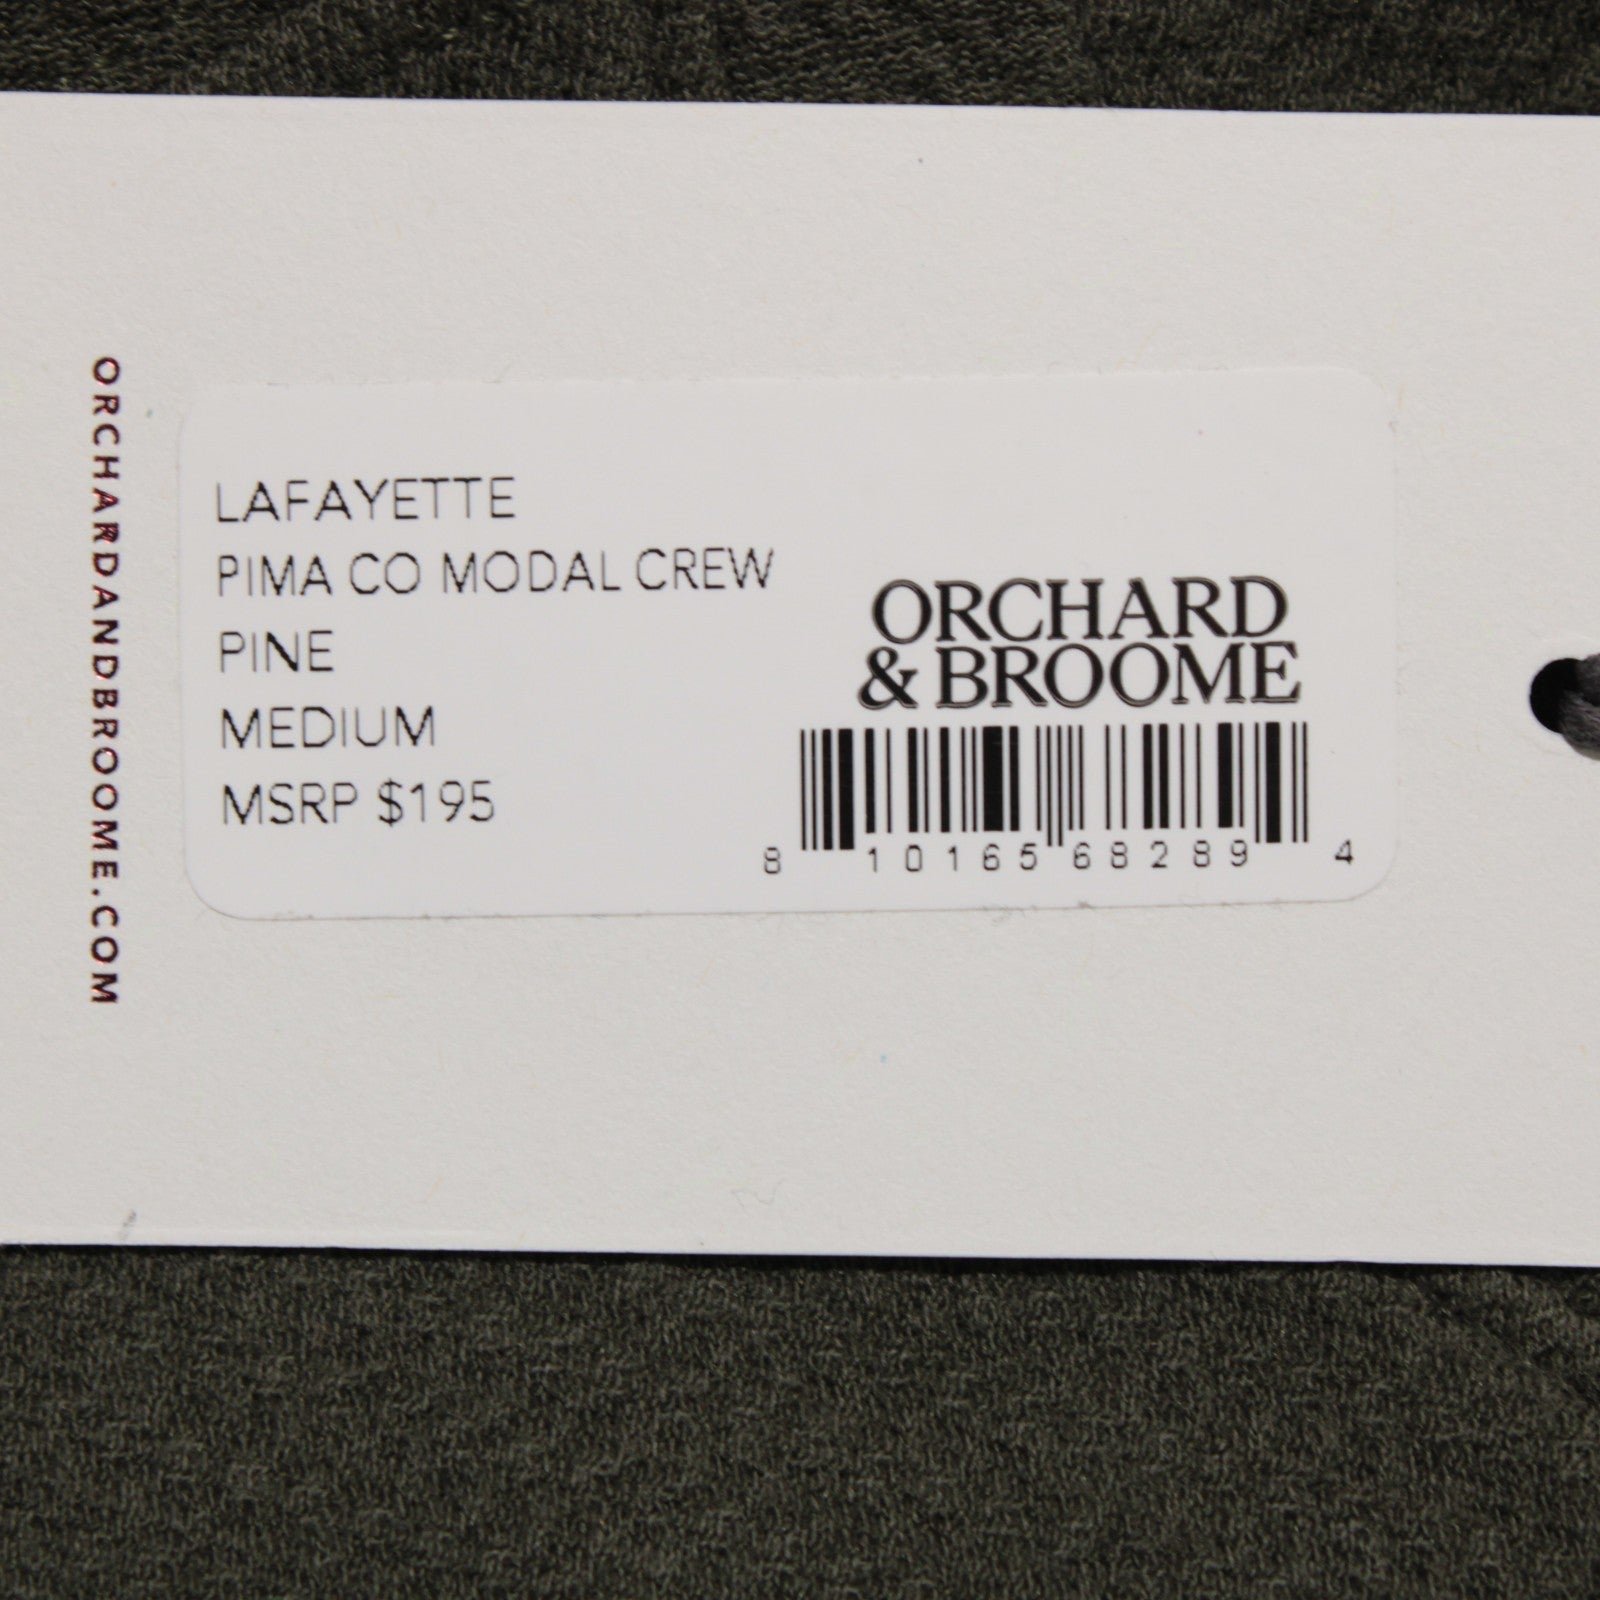 ORCHARDANDBROOME.COM
LAFAYETTE
PIMA CO MODAL CREW
PINE
MEDIUM
MSRP $195
ORCHARD
& BROOME
8 10165 68289 4